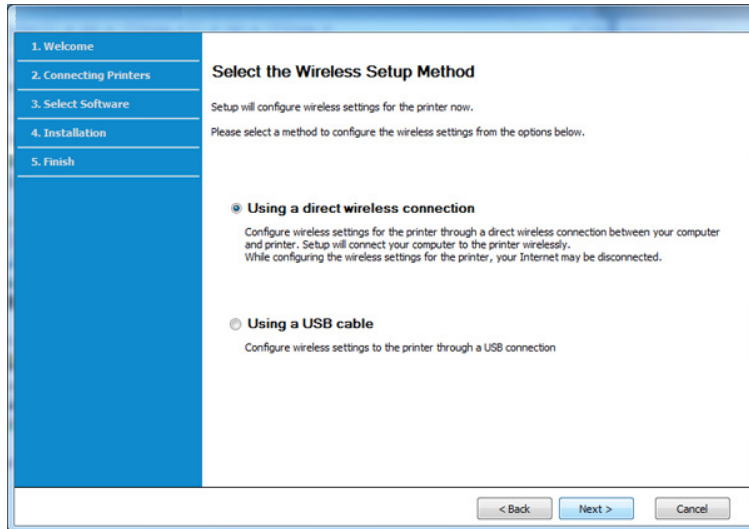 1. Welcome
2. Connecting Printers
3. Select Software
4. Installation
5. Finish
Select the Wireless Setup Method
Setup will configure wireless settings for the printer now.
Please select a method to configure the wireless settings from the options below.
Using a direct wireless connection
Configure wireless settings for the printer through a direct wireless connection between your computer
and printer. Setup will connect your computer to the printer wirelessly.
While configuring the wireless settings for the printer, your Internet may be disconnected.
Using a USB cable
Configure wireless settings to the printer through a USB connection
< Back Next > Cancel